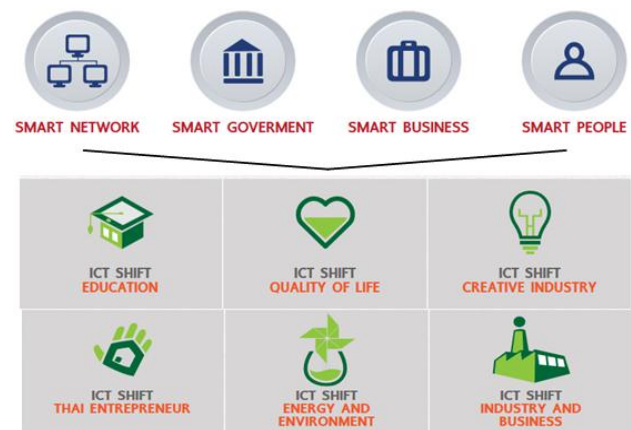 SMART NETWORK
SMART GOVERMENT
SMART BUSINESS
SMART PEOPLE
ICT SHIFT
EDUCATION
ICT SHIFT
QUALITY OF LIFE
ICT SHIFT
CREATIVE INDUSTRY
ICT SHIFT
THAI ENTREPRENEUR
ICT SHIFT
ENERGY AND
ENVIRONMENT
ICT SHIFT
INDUSTRY AND
BUSINESS